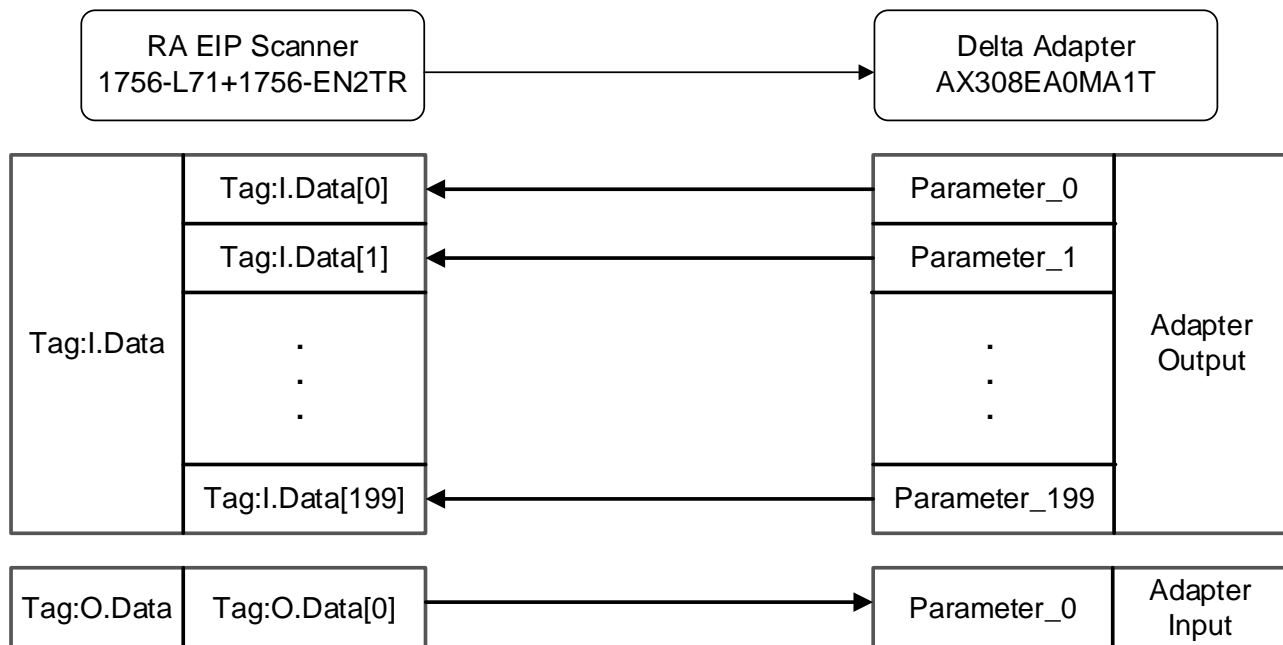 RA EIP Scanner
1756-L71+1756-EN2TR
Delta Adapter
AX308EA0MA1T
Tag:I.Data
Tag:I.Data[0]
Parameter_0
Tag:I.Data[1]
Parameter_1
.
.
.
.
.
.
Tag:I.Data[199]
Parameter_199
Adapter
Output
Tag:O.Data
Tag:O.Data[0]
Parameter_0
Adapter
Input